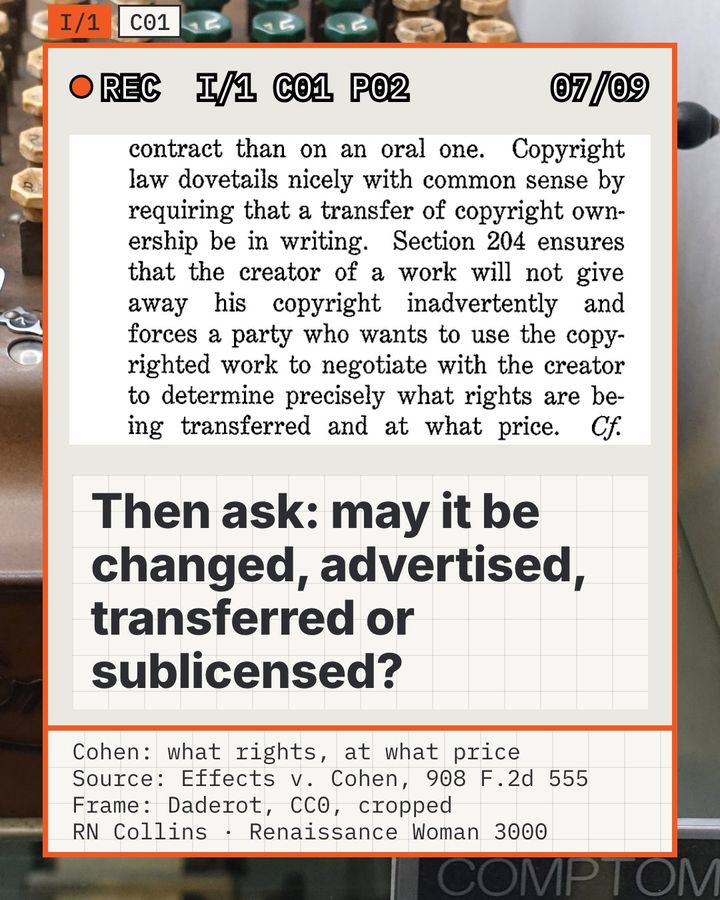 I/1 C01
REC I/1 C01 P02 07/09
contract than on an oral one. Copyright
law dovetails nicely with common sense by
requiring that a transfer of copyright own-
ership be in writing. Section 204 ensures
that the creator of a work will not give
away his copyright inadvertently and
forces a party who wants to use the copy-
righted work to negotiate with the creator
to determine precisely what rights are be-
ing transferred and at what price. Cf.
Then ask: may it be
changed, advertised,
transferred or
sublicensed?
Cohen: what rights, at what price
Source: Effects v. Cohen, 908 F.2d 555
Frame: Daderot, CC0, cropped
RN Collins · Renaissance Woman 3000
COMPTOM